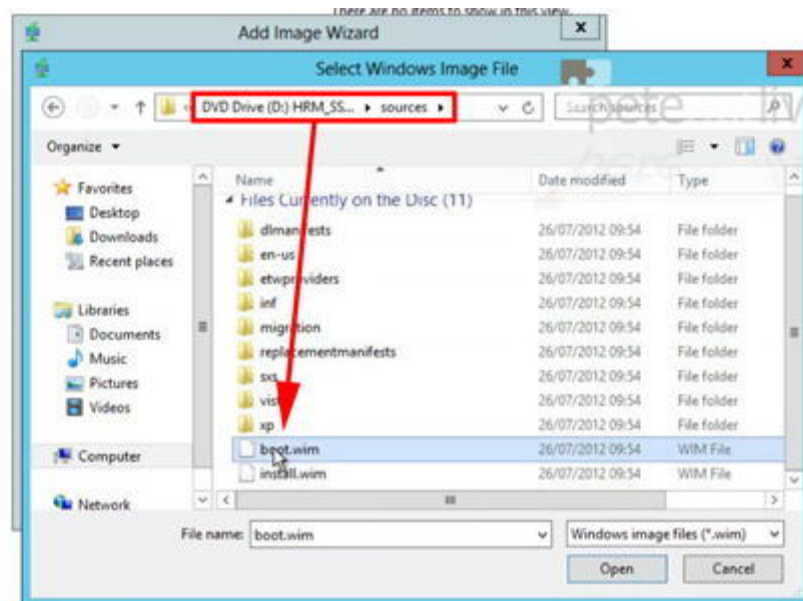 There are no items to show in this view.
Add Image Wizard
x
Select Windows Image File
x
DVD Drive (D:) HRM_SS... sources
Search sources
Organize
Name Date modified Type
Files Currently on the Disc (11)
Favorites
Desktop
Downloads
Recent places
Libraries
Documents
Music
Pictures
Videos
Computer
Network
dlmanifests 26/07/2012 09:54 File folder
en-us 26/07/2012 09:54 File folder
etwproviders 26/07/2012 09:54 File folder
inf 26/07/2012 09:54 File folder
migration 26/07/2012 09:54 File folder
replacementmanifests 26/07/2012 09:54 File folder
sxs 26/07/2012 09:54 File folder
vista 26/07/2012 09:54 File folder
xp 26/07/2012 09:54 File folder
boot.wim 26/07/2012 09:54 WIM File
install.wim 26/07/2012 09:54 WIM File
File name: boot.wim Windows image files (*.wim)
Open Cancel
pete
here